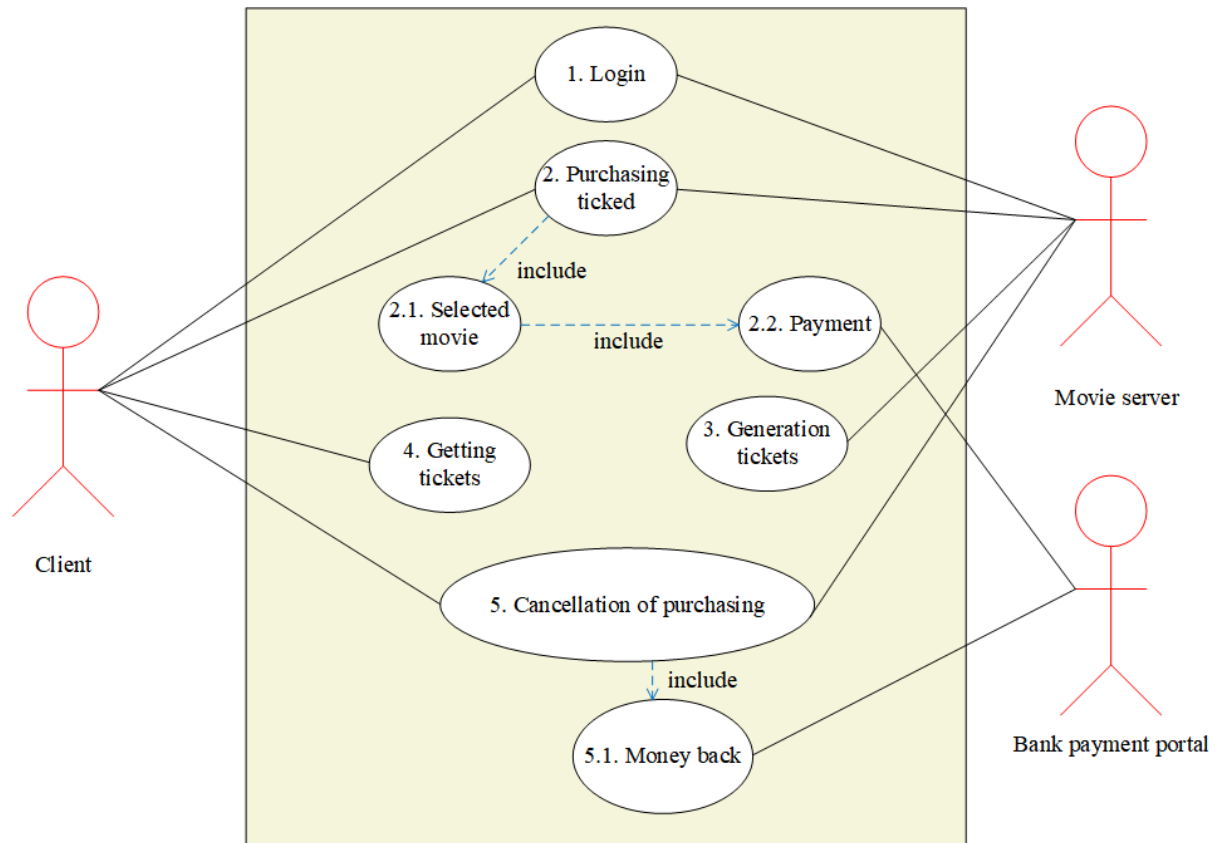 1. Login
2. Purchasing
ticked
include
2.1. Selected
movie
include
2.2. Payment
Movie server
3. Generation
tickets
4. Getting
tickets
Client
5. Cancellation of purchasing
include
5.1. Money back
Bank payment portal